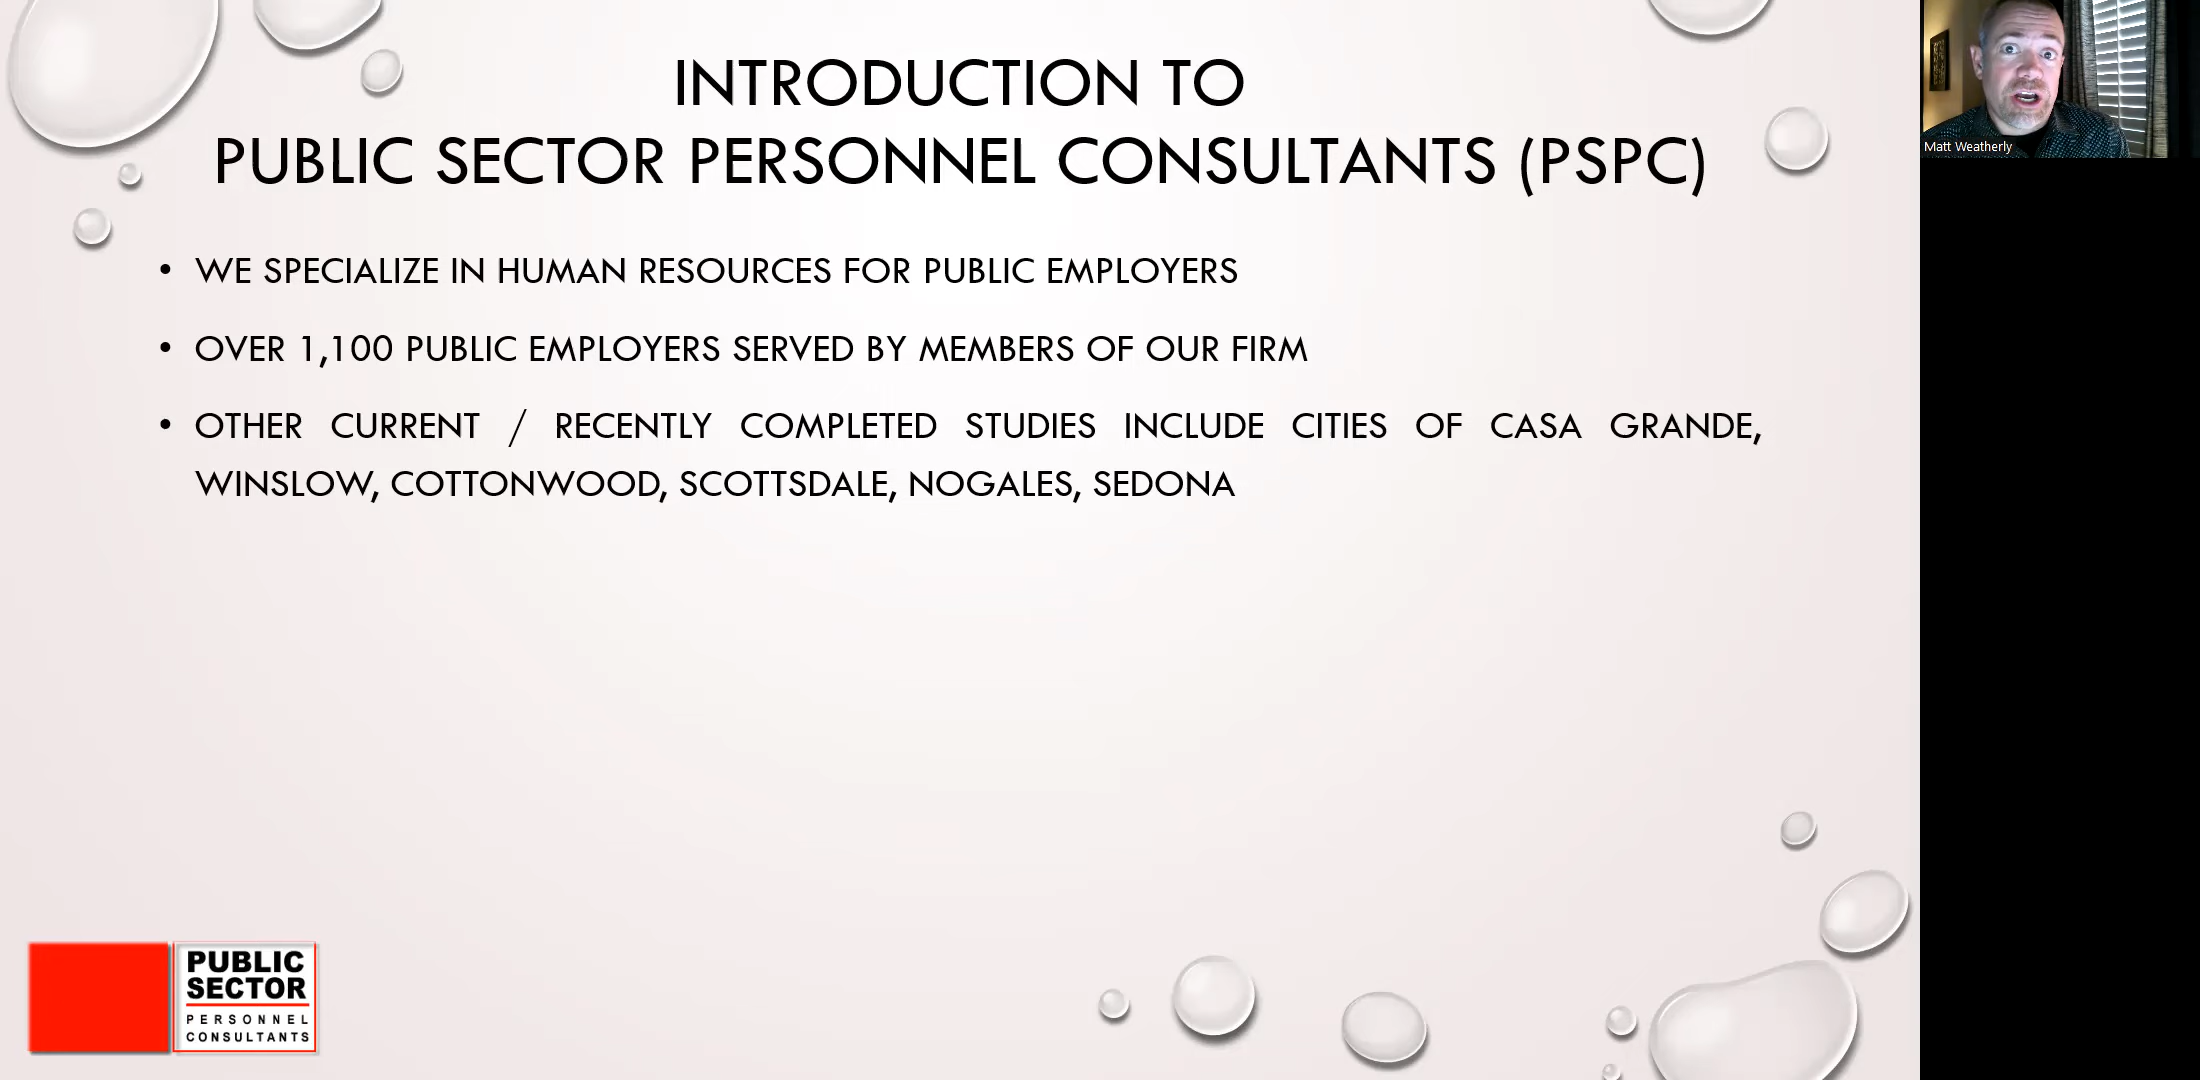 INTRODUCTION TO
PUBLIC SECTOR PERSONNEL CONSULTANTS (PSPC)
• WE SPECIALIZE IN HUMAN RESOURCES FOR PUBLIC EMPLOYERS
• OVER 1,100 PUBLIC EMPLOYERS SERVED BY MEMBERS OF OUR FIRM
• OTHER CURRENT / RECENTLY COMPLETED STUDIES INCLUDE CITIES OF CASA GRANDE,
WINSLOW, COTTONWOOD, SCOTTSDALE, NOGALES, SEDONA
PUBLIC
SECTOR
PERSONNEL
CONSULTANTS
Matt Weatherly